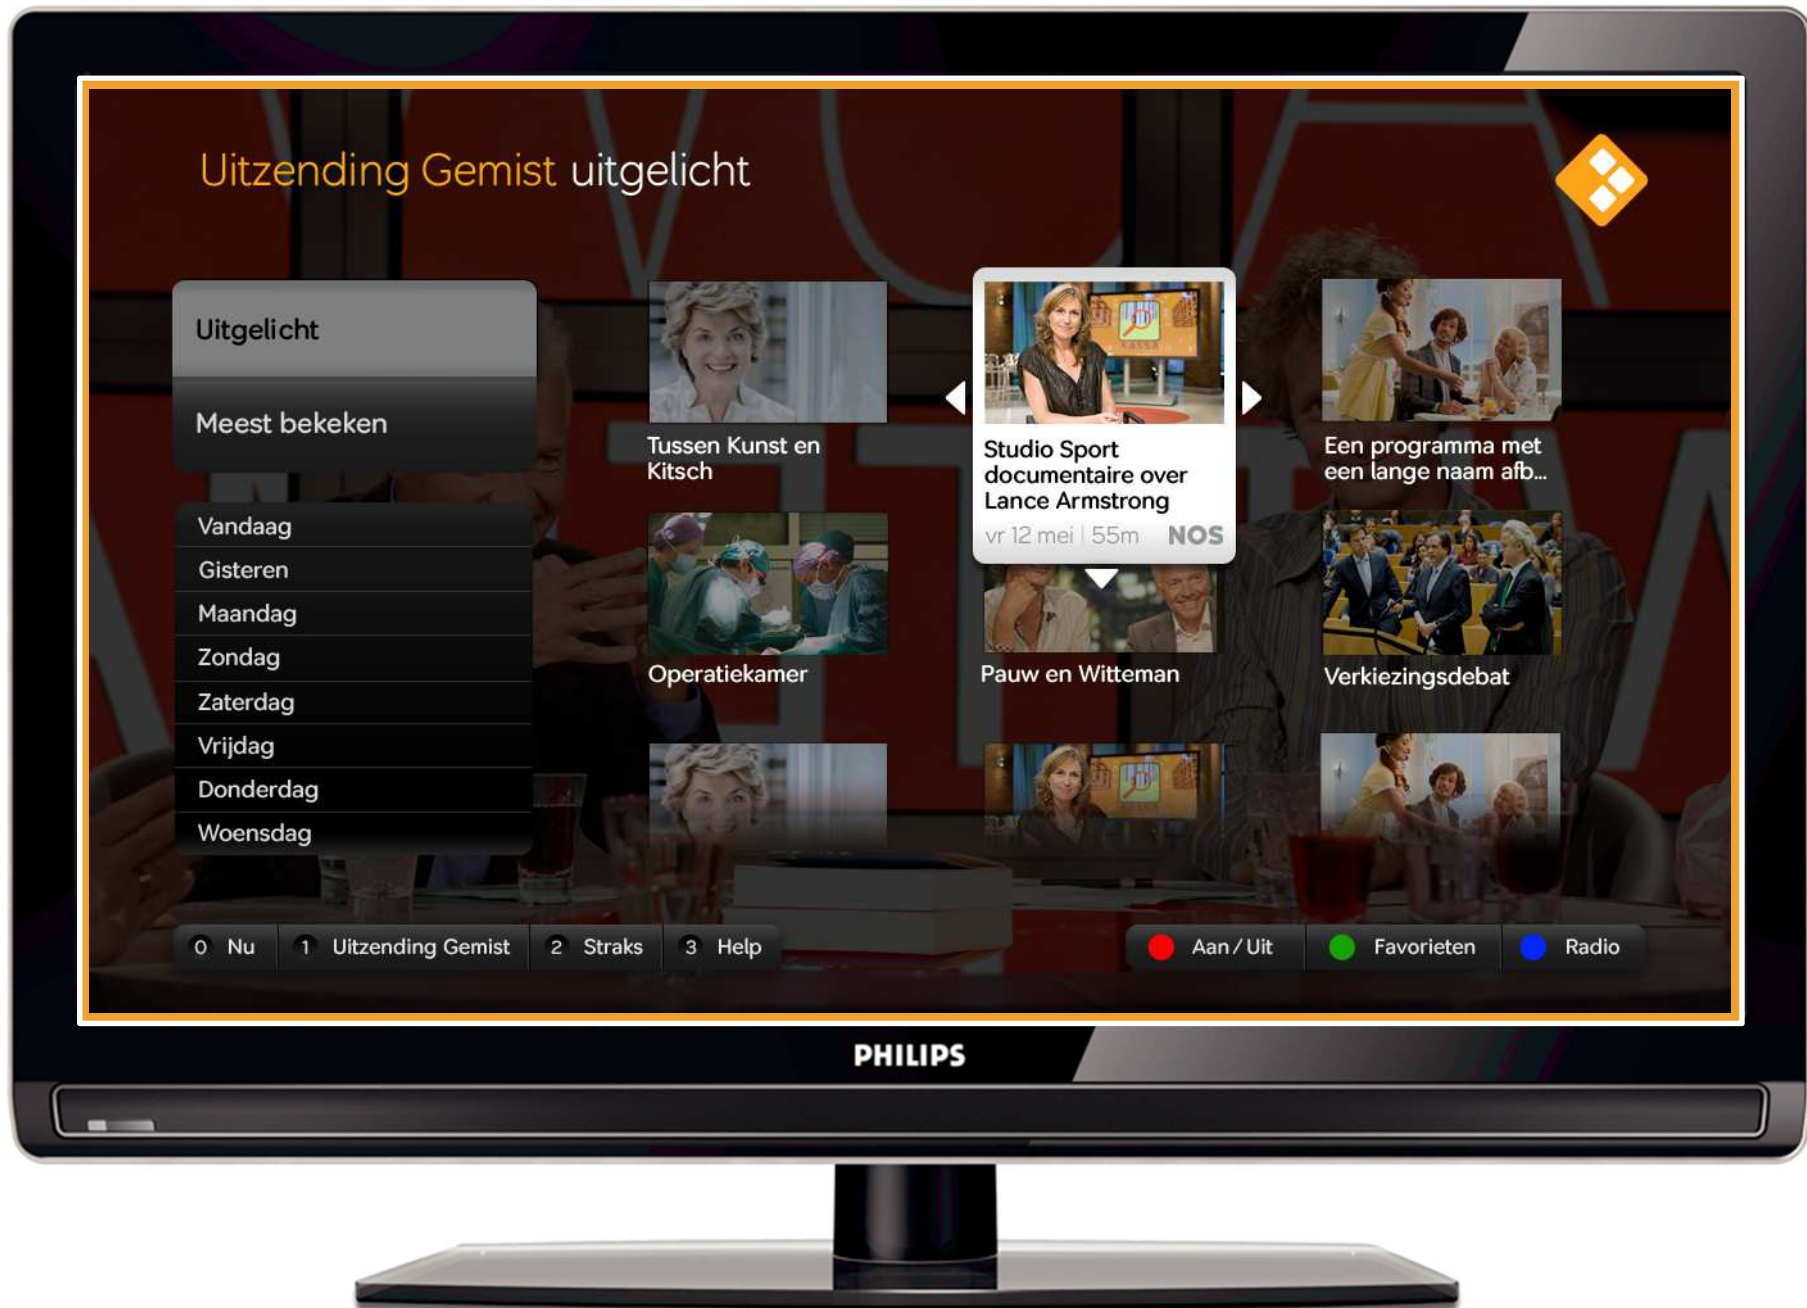 Uitzending Gemist uitgelicht
Uitgelicht
Meest bekeken
Vandaag
Gisteren
Maandag
Zondag
Zaterdag
Vrijdag
Donderdag
Woensdag
Tussen Kunst en
Kitsch
KASSA
Studio Sport
documentaire over
Lance Armstrong
vr 12 mei | 55m NOS
Een programma met
een lange naam afb...
Operatiekamer
Pauw en Witteman
Verkiezingsdebat
0 Nu 1 Uitzending Gemist 2 Straks 3 Help
Aan / Uit Favorieten Radio
PHILIPS